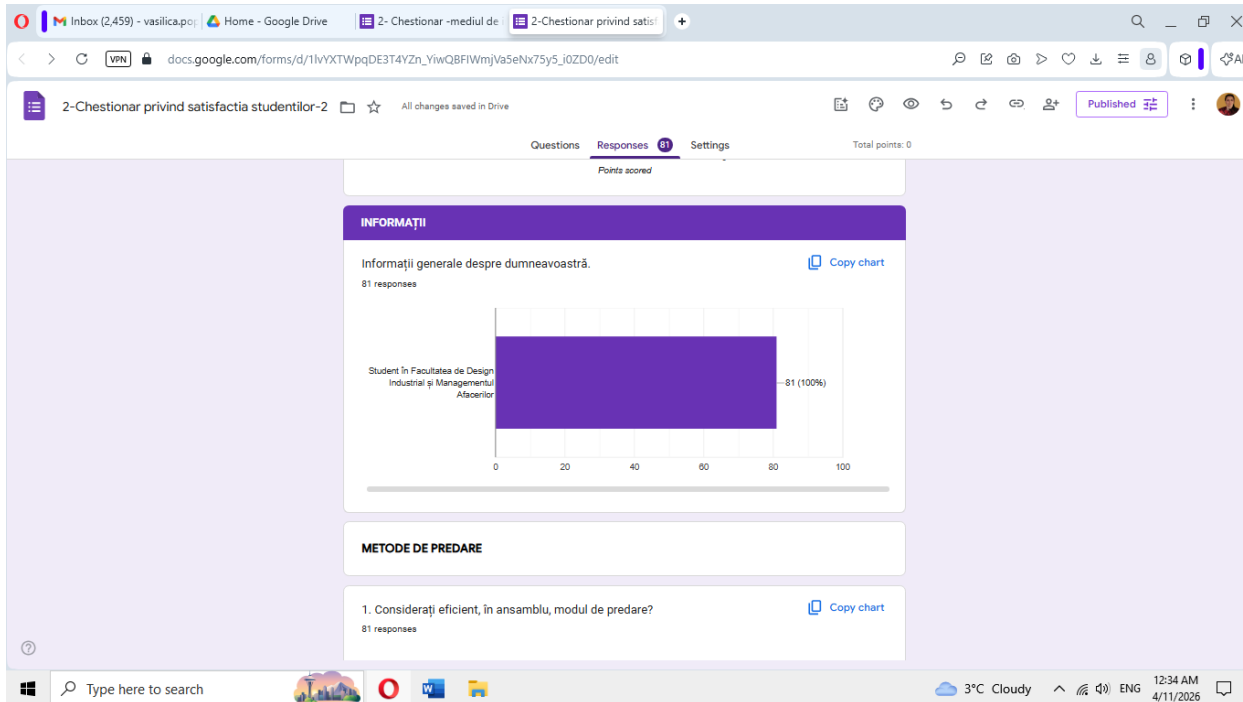 Inbox (2,459) - vasilica.pop
Home - Google Drive
2- Chestionar -mediul de
2-Chestionar privind satisf
VPN
docs.google.com/forms/d/1lvYXTWpqDE3T4YZn_YiwQBFIWmjVa5eNx75y5_i0ZD0/edit
2-Chestionar privind satisfactia studentilor-2
All changes saved in Drive
Published
Questions
Responses 81
Settings
Total points: 0
Points scored
INFORMAȚII
Informații generale despre dumneavoastră.
Copy chart
81 responses
Student în Facultatea de Design
Industrial și Managementul
Afacerilor
81 (100%)
0 20 40 60 80 100
METODE DE PREDARE
1. Considerați eficient, în ansamblu, modul de predare?
Copy chart
81 responses
Type here to search
3°C Cloudy
ENG
12:34 AM
4/11/2026